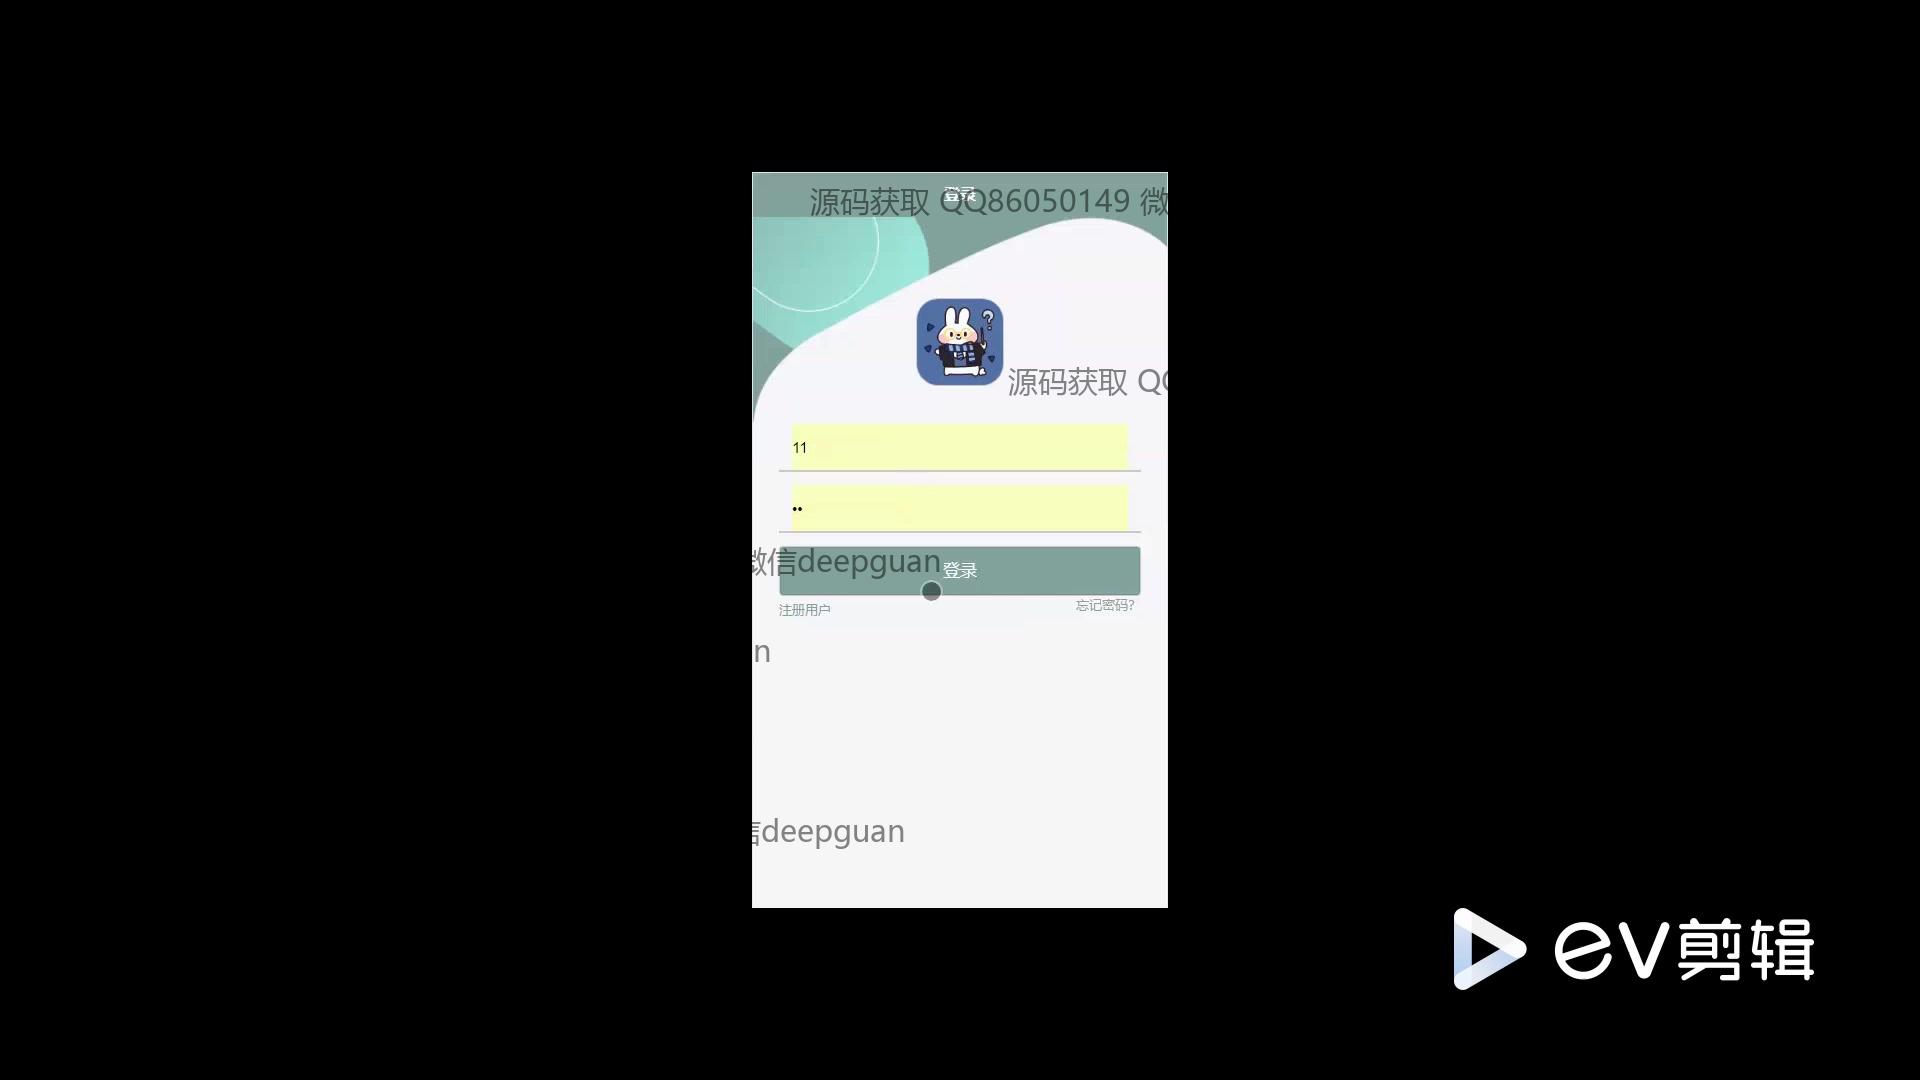 登录
源码获取 QQ86050149 微
源码获取 QQ
11
••
微信deepguan
登录
注册用户
忘记密码?
n
信deepguan
ev剪辑